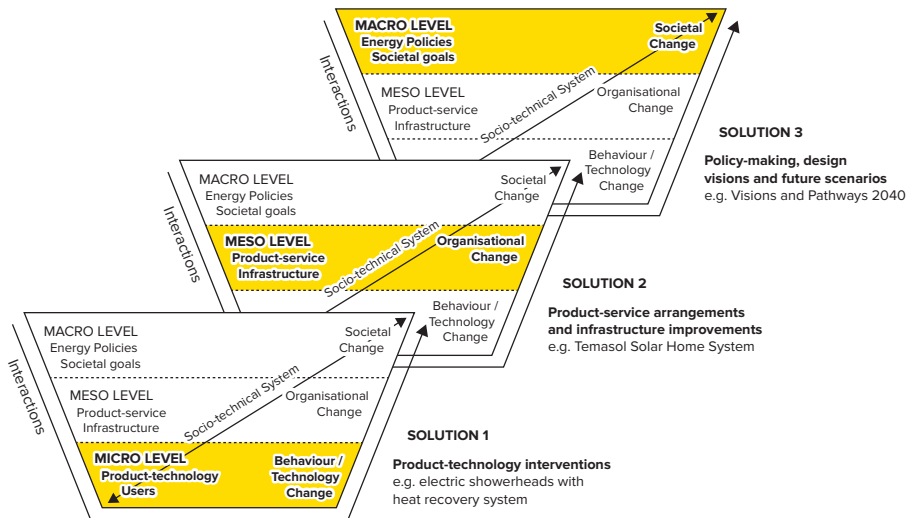 MACRO LEVEL
Energy Policies
Societal goals
Societal
Change
Interactions
MESO LEVEL
Product-service
Infrastructure
Socio-technical System
Organisational
Change
Behaviour /
Technology
Change
SOLUTION 3
Policy-making, design
visions and future scenarios
e.g. Visions and Pathways 2040
MACRO LEVEL
Energy Policies
Societal goals
Societal
Change
Interactions
MESO LEVEL
Product-service
Infrastructure
Socio-technical System
Organisational
Change
Behaviour /
Technology
Change
SOLUTION 2
Product-service arrangements
and infrastructure improvements
e.g. Temasol Solar Home System
MACRO LEVEL
Energy Policies
Societal goals
Societal
Change
Interactions
MESO LEVEL
Product-service
Infrastructure
Socio-technical System
Organisational
Change
MICRO LEVEL
Product-technology
Users
Behaviour /
Technology
Change
SOLUTION 1
Product-technology interventions
e.g. electric showerheads with
heat recovery system